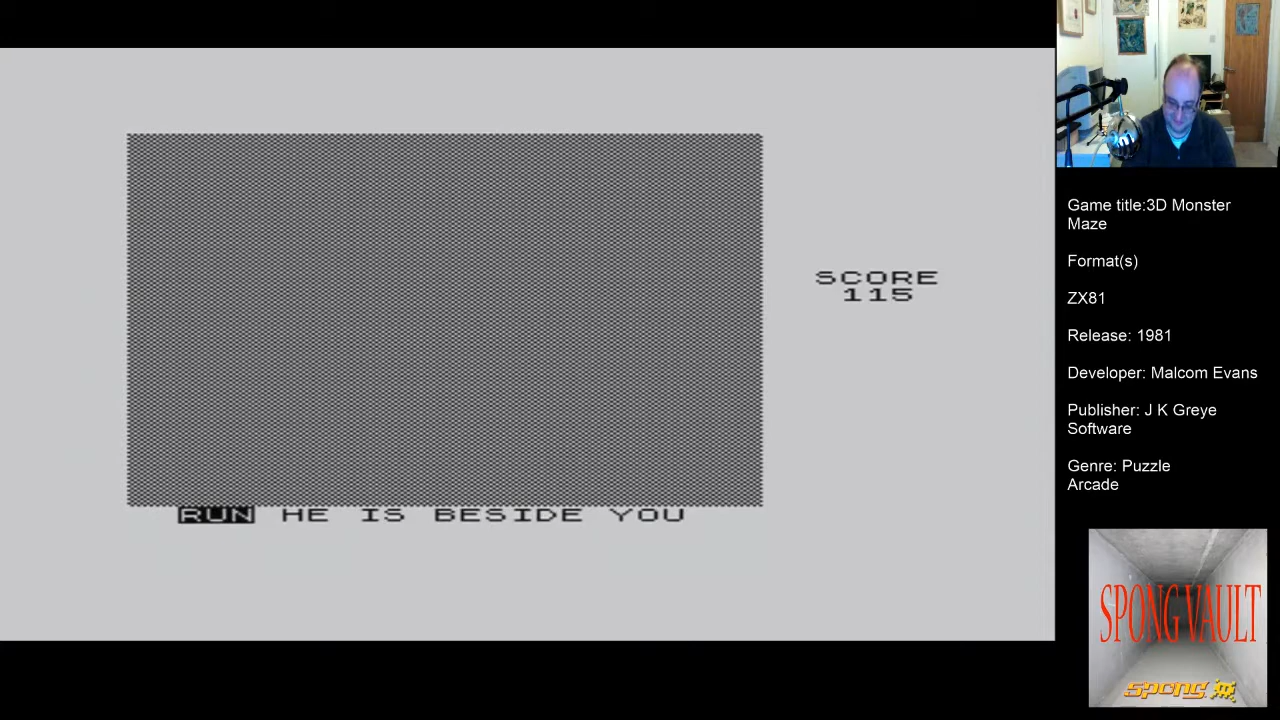 SCORE
115
RUN HE IS BESIDE YOU
Game title:3D Monster
Maze
Format(s)
ZX81
Release: 1981
Developer: Malcom Evans
Publisher: J K Greye
Software
Genre: Puzzle
Arcade
SPONG VAULT
spong